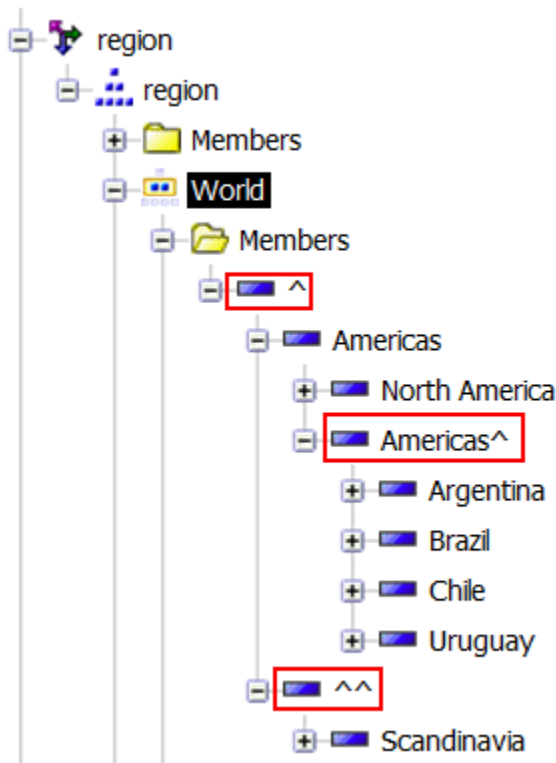 region
region
Members
World
Members
^
Americas
North America
Americas^
Argentina
Brazil
Chile
Uruguay
^^
Scandinavia